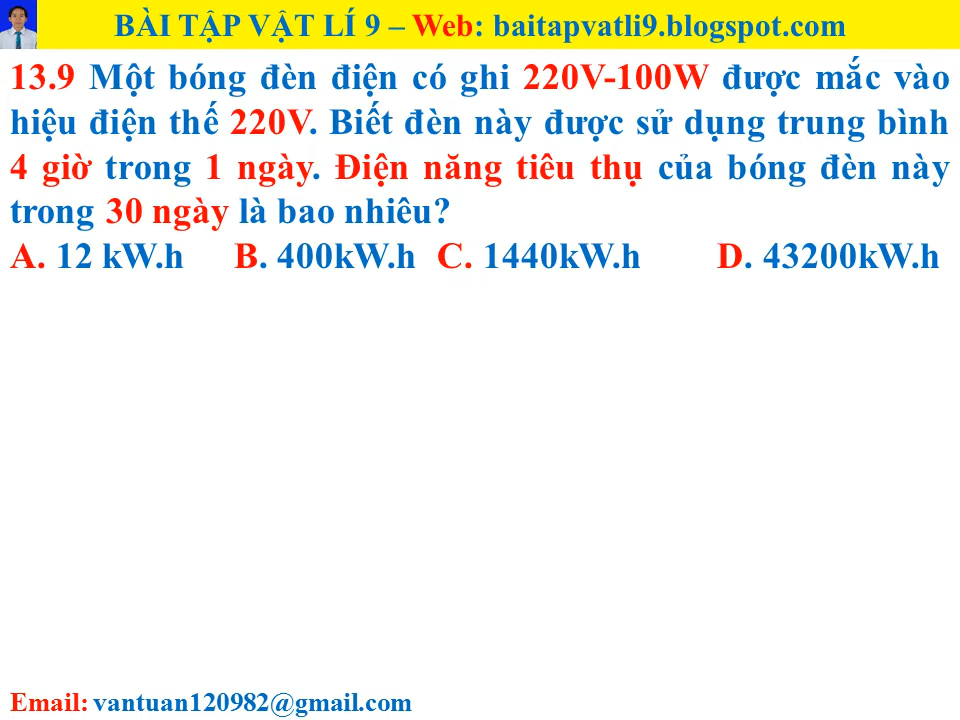 BÀI TẬP VẬT LÍ 9 – Web: baitapvatli9.blogspot.com
13.9 Một bóng đèn điện có ghi 220V-100W được mắc vào
hiệu điện thế 220V. Biết đèn này được sử dụng trung bình
4 giờ trong 1 ngày. Điện năng tiêu thụ của bóng đèn này
trong 30 ngày là bao nhiêu?
A. 12 kW.h B. 400kW.h C. 1440kW.h D. 43200kW.h
Email: vantuan120982@gmail.com